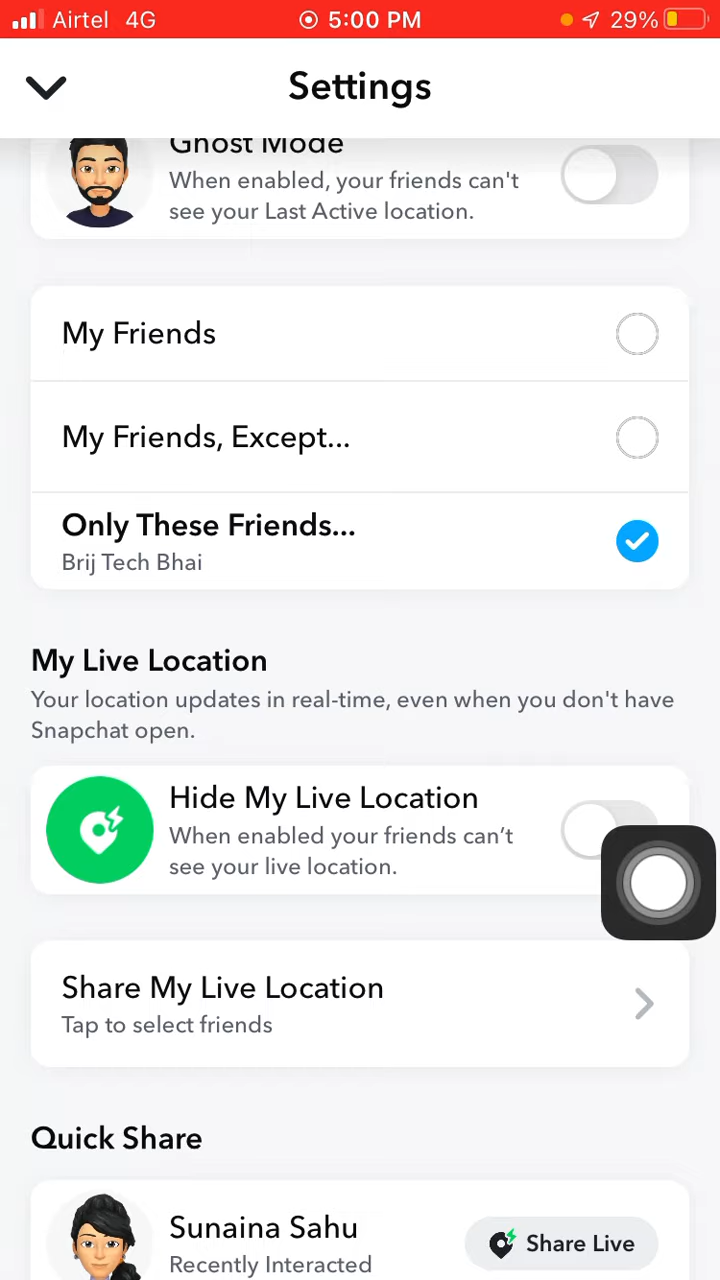 Airtel 4G 5:00 PM 29%
Settings
Ghost Mode
When enabled, your friends can't
see your Last Active location.
My Friends
My Friends, Except...
Only These Friends...
Brij Tech Bhai
My Live Location
Your location updates in real-time, even when you don't have
Snapchat open.
Hide My Live Location
When enabled your friends can’t
see your live location.
Share My Live Location
Tap to select friends
Quick Share
Sunaina Sahu
Share Live
Recently Interacted